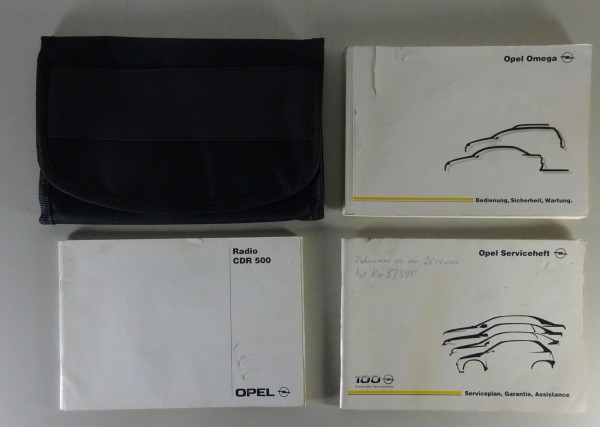 Opel Omega
Bedienung, Sicherheit, Wartung.
Radio
CDR 500
OPEL
Opel Serviceheft
100
Serviceplan, Garantie, Assistance